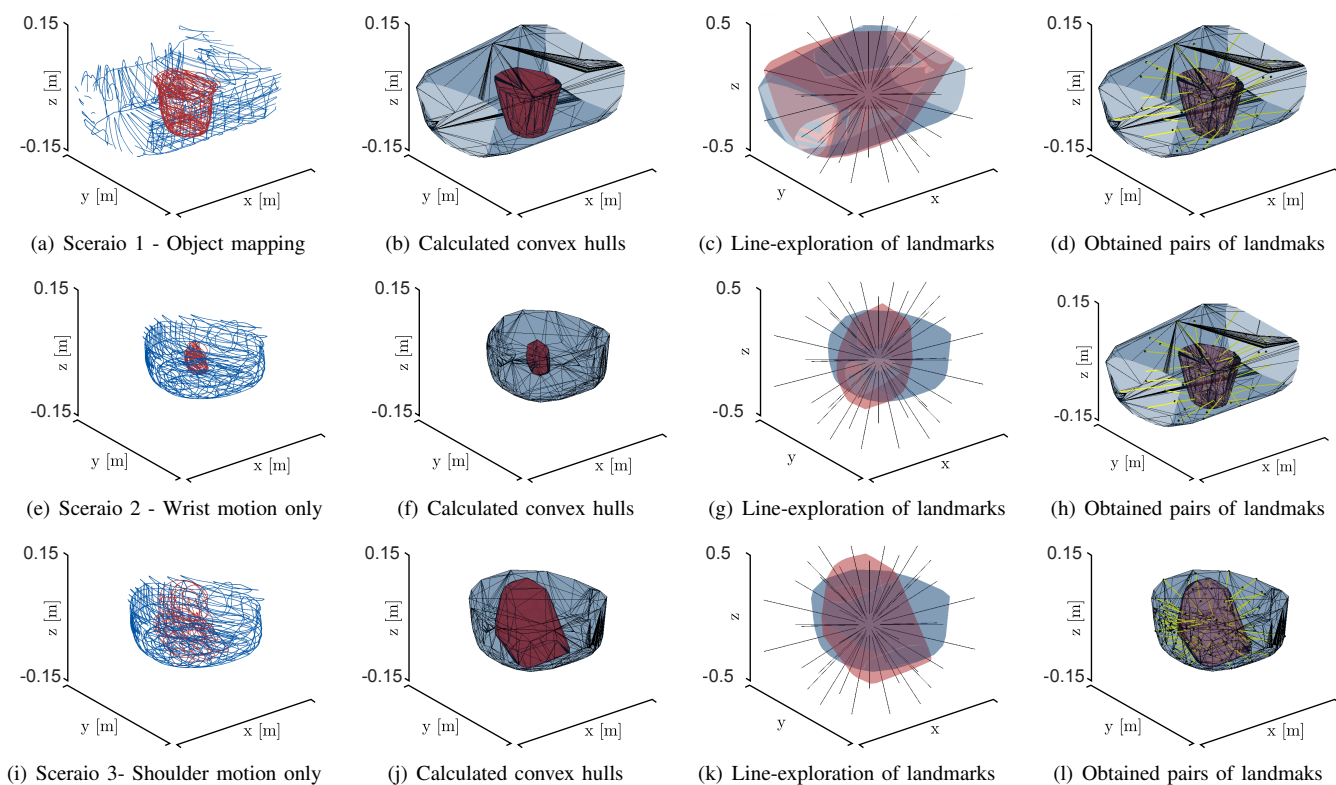 0.15
z [m]
-0.15
y [m]
x [m]
(a) Sceraio 1 - Object mapping
0.15
z [m]
-0.15
y [m]
x [m]
(b) Calculated convex hulls
0.5
z
-0.5
y
x
(c) Line-exploration of landmarks
0.15
z [m]
-0.15
y [m]
x [m]
(d) Obtained pairs of landmaks
0.15
z [m]
-0.15
y [m]
x [m]
(e) Sceraio 2 - Wrist motion only
0.15
z [m]
-0.15
y [m]
x [m]
(f) Calculated convex hulls
0.5
z
-0.5
y
x
(g) Line-exploration of landmarks
0.15
z [m]
-0.15
y [m]
x [m]
(h) Obtained pairs of landmaks
0.15
z [m]
-0.15
y [m]
x [m]
(i) Sceraio 3- Shoulder motion only
0.15
z [m]
-0.15
y [m]
x [m]
(j) Calculated convex hulls
0.5
z
-0.5
y
x
(k) Line-exploration of landmarks
0.15
z [m]
-0.15
y [m]
x [m]
(l) Obtained pairs of landmaks